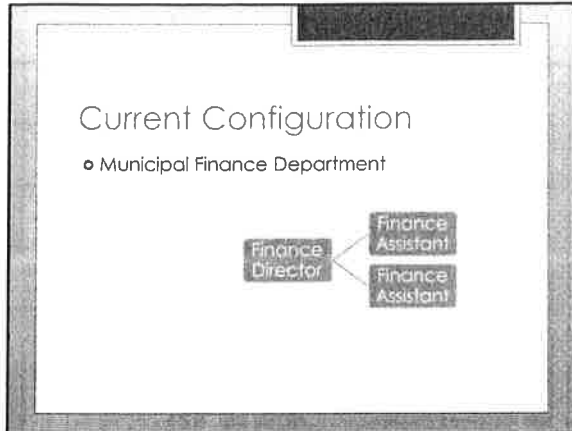 Current Configuration
Municipal Finance Department
Finance
Director
Finance
Assistant
Finance
Assistant